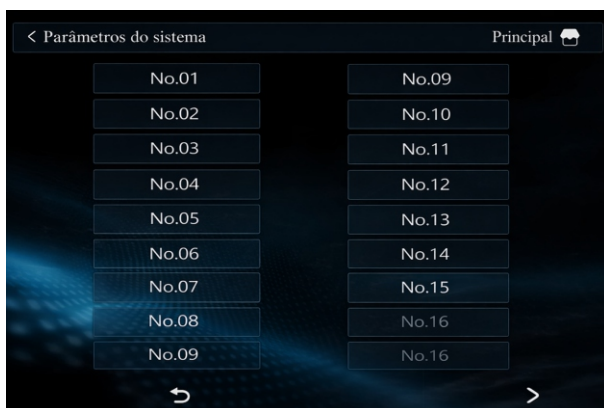 Parâmetros do sistema
Principal
No.01
No.02
No.03
No.04
No.05
No.06
No.07
No.08
No.09
No.09
No.10
No.11
No.12
No.13
No.14
No.15
No.16
No.16